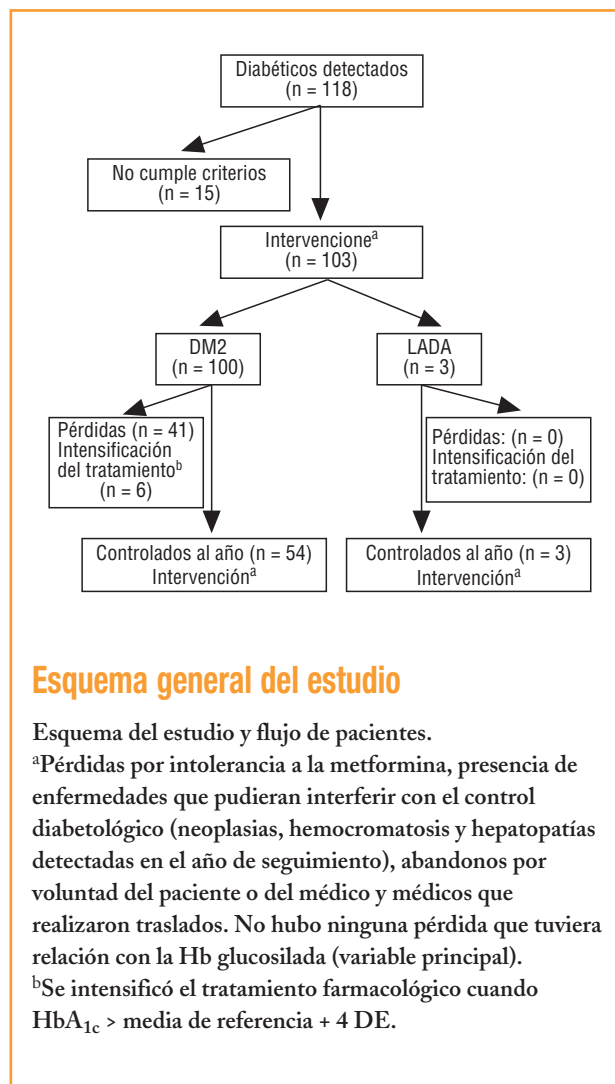 Diabéticos detectados
(n = 118)
No cumple criterios
(n = 15)
Intervencioneª
(n = 103)
DM2
(n = 100)
LADA
(n = 3)
Pérdidas (n = 41)
Intensificación
del tratamientoᵇ
(n = 6)
Pérdidas: (n = 0)
Intensificación del
tratamiento: (n = 0)
Controlados al año (n = 54)
Intervenciónª
Controlados al año (n = 3)
Intervenciónª
Esquema general del estudio
Esquema del estudio y flujo de pacientes.
ªPérdidas por intolerancia a la metformina, presencia de
enfermedades que pudieran interferir con el control
diabetológico (neoplasias, hemocromatosis y hepatopatías
detectadas en el año de seguimiento), abandonos por
voluntad del paciente o del médico y médicos que
realizaron traslados. No hubo ninguna pérdida que tuviera
relación con la Hb glucosilada (variable principal).
ᵇSe intensificó el tratamiento farmacológico cuando
HbA₁c > media de referencia + 4 DE.